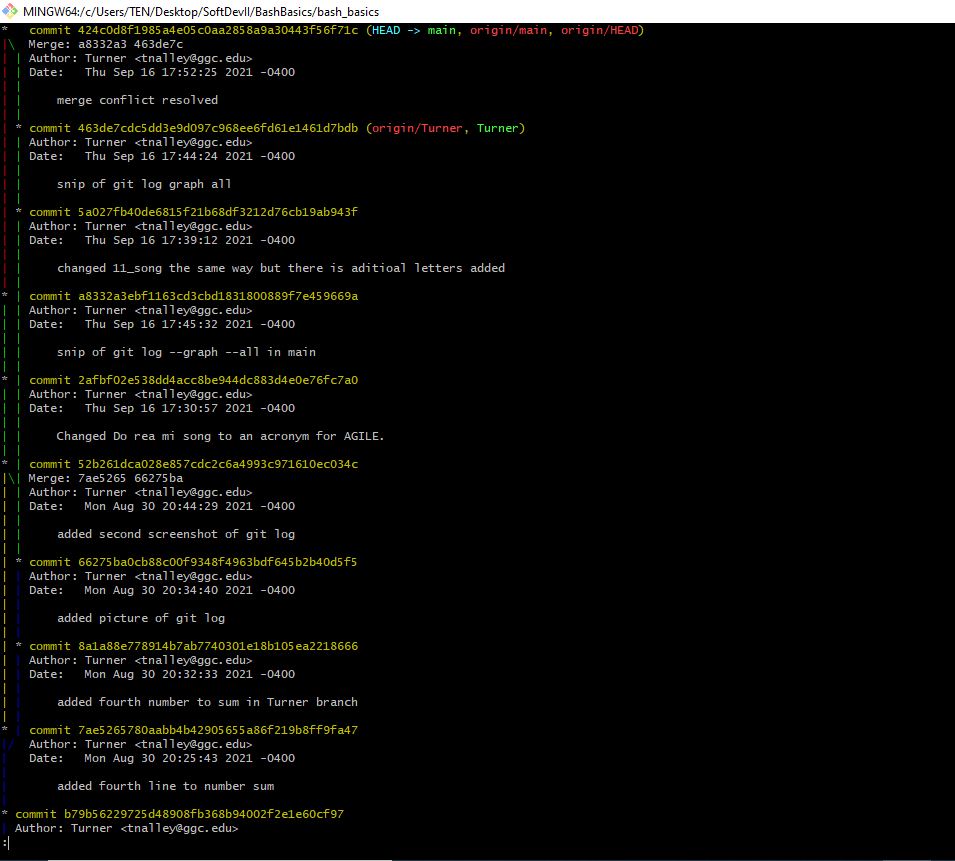 MINGW64:/c/Users/TEN/Desktop/SoftDevII/BashBasics/bash_basics
*   commit 424c0d8f1985a4e05c0aa2858a9a30443f56f71c (HEAD -> main, origin/main, origin/HEAD)
|\  Merge: a8332a3 463de7c
| | Author: Turner <tnalley@ggc.edu>
| | Date:   Thu Sep 16 17:52:25 2021 -0400
| |
| |     merge conflict resolved
| |
| * commit 463de7cdc5dd3e9d097c968ee6fd61e1461d7bdb (origin/Turner, Turner)
| | Author: Turner <tnalley@ggc.edu>
| | Date:   Thu Sep 16 17:44:24 2021 -0400
| |
| |     snip of git log graph all
| |
| * commit 5a027fb40de6815f21b68df3212d76cb19ab943f
| | Author: Turner <tnalley@ggc.edu>
| | Date:   Thu Sep 16 17:39:12 2021 -0400
| |
| |     changed 11_song the same way but there is aditioal letters added
| |
* | commit a8332a3ebf1163cd3cbd1831800889f7e459669a
| | Author: Turner <tnalley@ggc.edu>
| | Date:   Thu Sep 16 17:45:32 2021 -0400
| |
| |     snip of git log --graph --all in main
| |
* | commit 2afbf02e538dd4acc8be944dc883d4e0e76fc7a0
| | Author: Turner <tnalley@ggc.edu>
| | Date:   Thu Sep 16 17:30:57 2021 -0400
| |
| |     Changed Do rea mi song to an acronym for AGILE.
| |
* | commit 52b261dca028e857cdc2c6a4993c971610ec034c
|\| Merge: 7ae5265 66275ba
| | Author: Turner <tnalley@ggc.edu>
| | Date:   Mon Aug 30 20:44:29 2021 -0400
| |
| |     added second screenshot of git log
| |
| * commit 66275ba0cb88c00f9348f4963bdf645b2b40d5f5
| | Author: Turner <tnalley@ggc.edu>
| | Date:   Mon Aug 30 20:34:40 2021 -0400
| |
| |     added picture of git log
| |
| * commit 8a1a88e778914b7ab7740301e18b105ea2218666
| | Author: Turner <tnalley@ggc.edu>
| | Date:   Mon Aug 30 20:32:33 2021 -0400
| |
| |     added fourth number to sum in Turner branch
| |
* | commit 7ae5265780aabb4b42905655a86f219b8ff9fa47
|/  Author: Turner <tnalley@ggc.edu>
|   Date:   Mon Aug 30 20:25:43 2021 -0400
|
|       added fourth line to number sum
|
* commit b79b56229725d48908fb368b94002f2e1e60cf97
| Author: Turner <tnalley@ggc.edu>
: